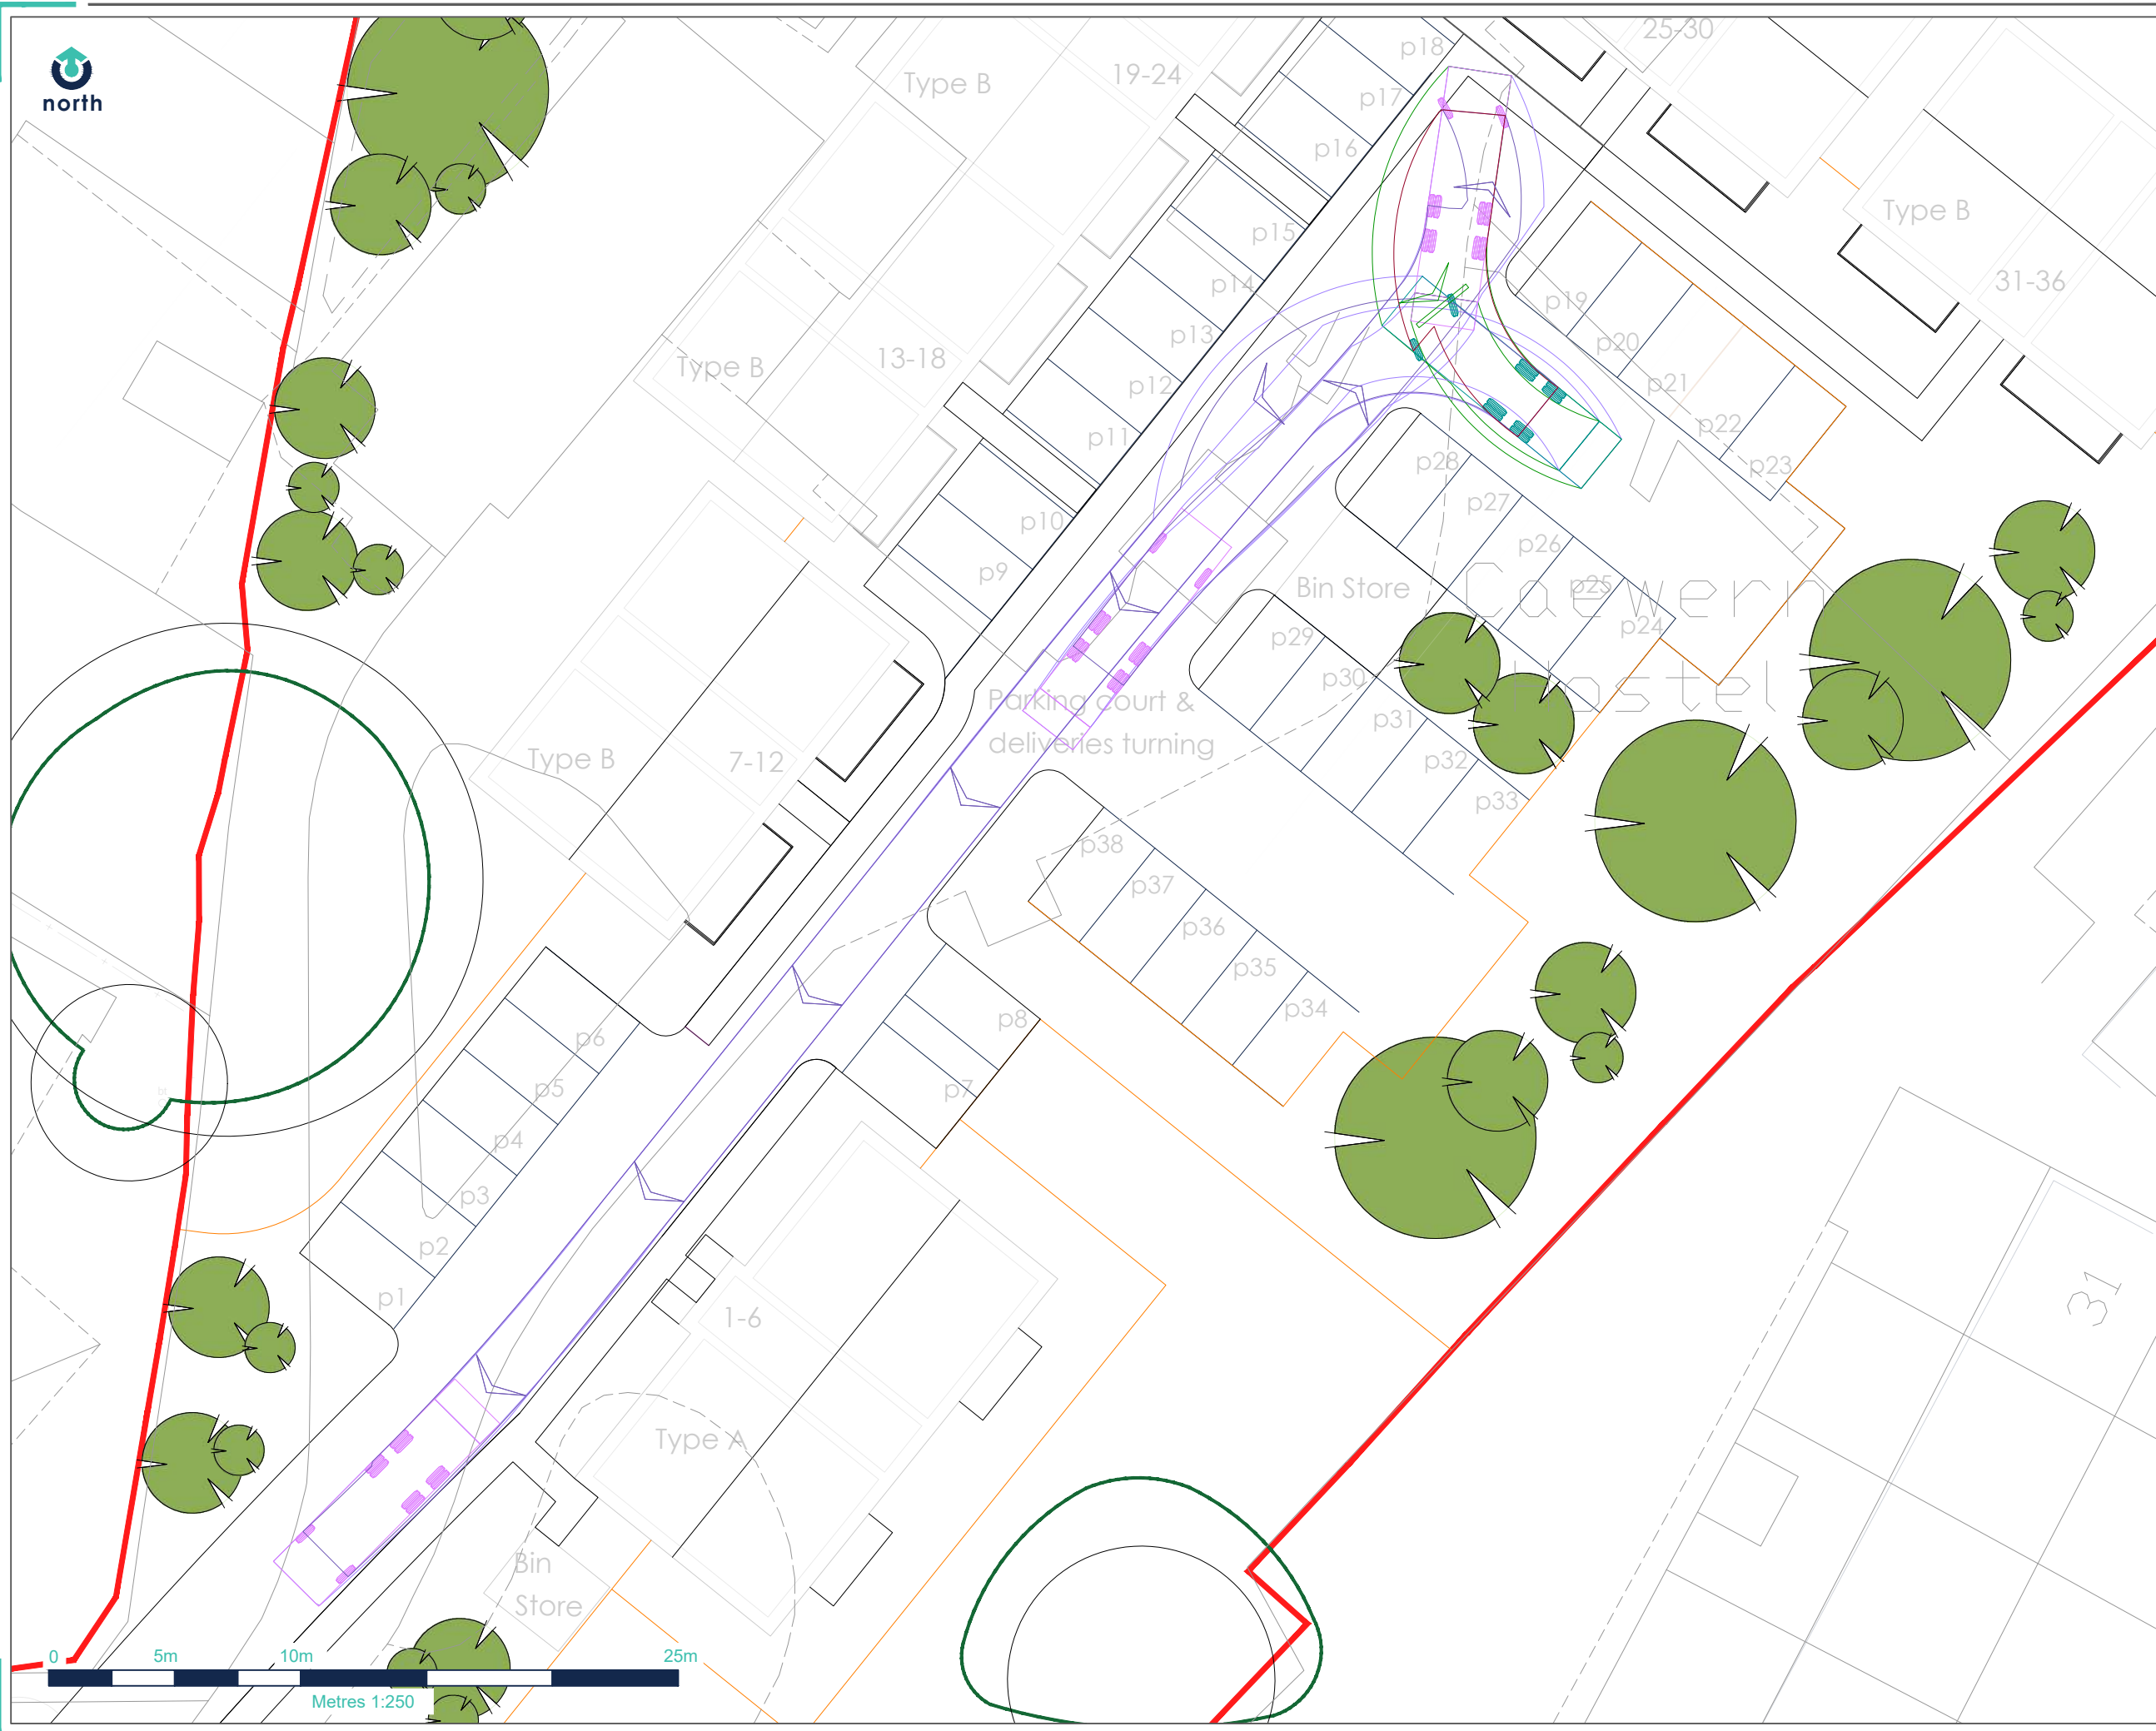 north
Type B
19-24
25-30
p18
p17
p16
p15
p14
p13
p12
p11
p10
p9
Type B
13-18
Type B
31-36
p19
p20
p21
p22
p23
p28
p27
p26
p25
p24
Bin Store
Caewern
Hostel
p29
p30
p31
p32
p33
Parking court &
deliveries turning
Type B
7-12
p38
p37
p36
p35
p34
p8
p7
p6
p5
p4
p3
p2
p1
1-6
Type A
31
Bin
Store
0 5m 10m 25m
Metres 1:250